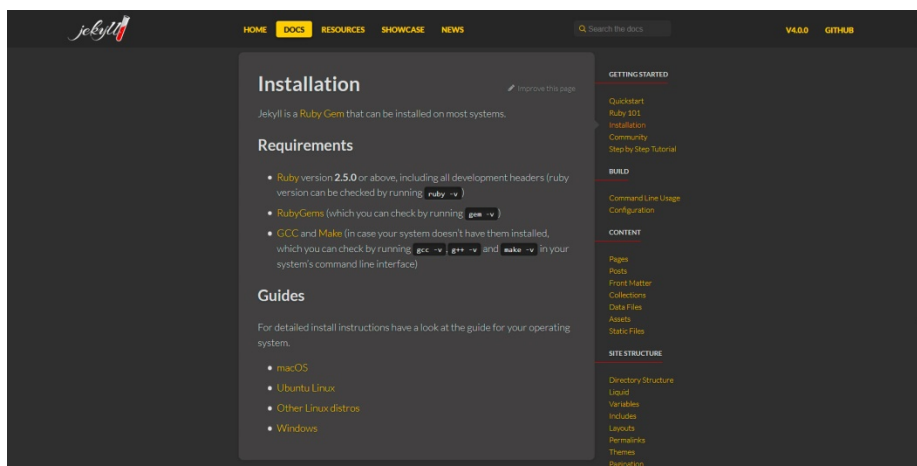 jekyll
HOME DOCS RESOURCES SHOWCASE NEWS
Search the docs
V4.0.0 GITHUB
Installation
Improve this page
Jekyll is a Ruby Gem that can be installed on most systems.
Requirements
• Ruby version 2.5.0 or above, including all development headers (ruby
version can be checked by running ruby -v )
• RubyGems (which you can check by running gem -v )
• GCC and Make (in case your system doesn't have them installed,
which you can check by running gcc -v , g++ -v and make -v in your
system's command line interface)
Guides
For detailed install instructions have a look at the guide for your operating
system.
• macOS
• Ubuntu Linux
• Other Linux distros
• Windows
GETTING STARTED
Quickstart
Ruby 101
Installation
Community
Step by Step Tutorial
BUILD
Command Line Usage
Configuration
CONTENT
Pages
Posts
Front Matter
Collections
Data Files
Assets
Static Files
SITE STRUCTURE
Directory Structure
Liquid
Variables
Includes
Layouts
Permalinks
Themes
Pagination